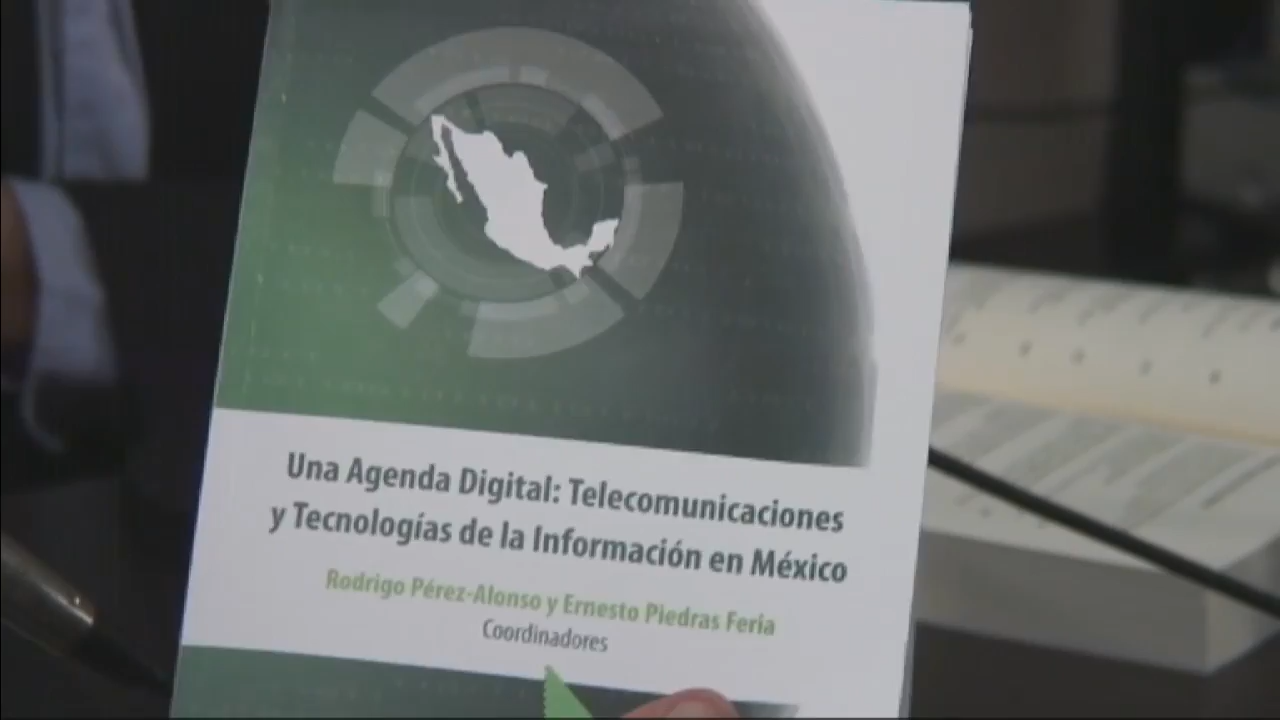 Una Agenda Digital: Telecomunicaciones
y Tecnologías de la Información en México
Rodrigo Pérez-Alonso y Ernesto Piedras Feria
Coordinadores